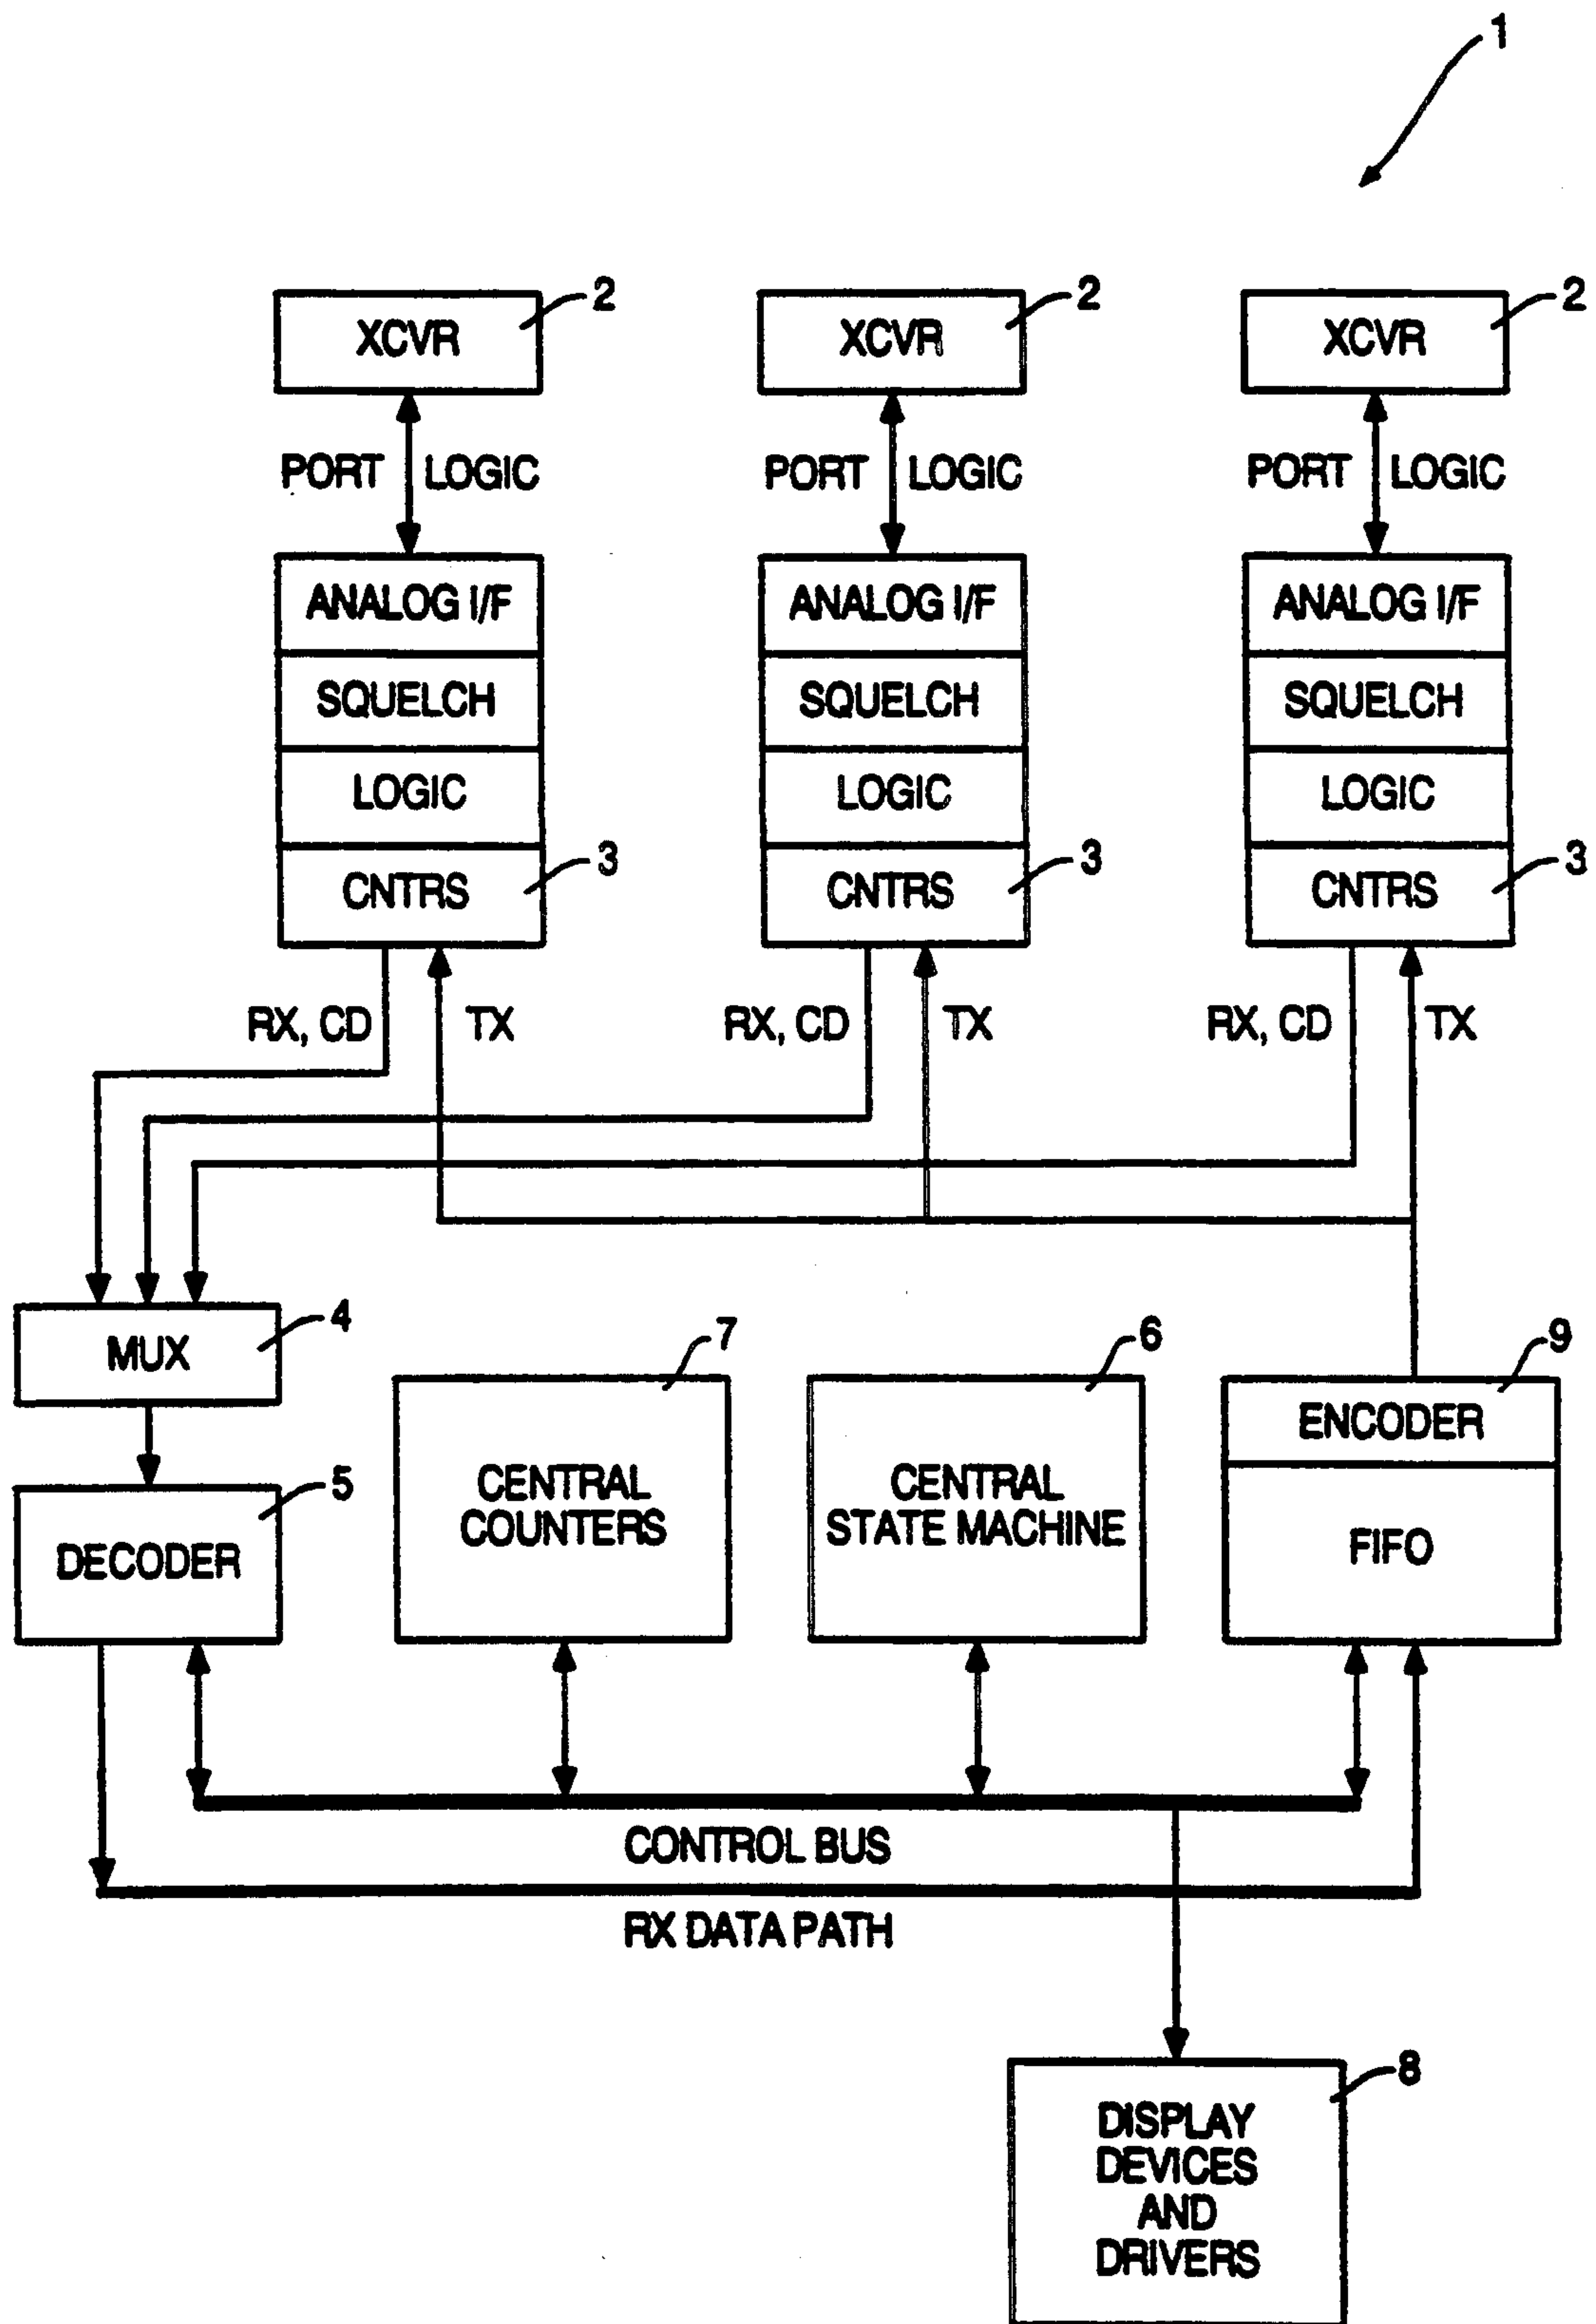 1
2
2
2
XCVR
XCVR
XCVR
PORT LOGIC
PORT LOGIC
PORT LOGIC
ANALOG I/F
ANALOG I/F
ANALOG I/F
SQUELCH
SQUELCH
SQUELCH
LOGIC
LOGIC
LOGIC
3
3
3
CNTRS
CNTRS
CNTRS
RX, CD
TX
RX, CD
TX
RX, CD
TX
4
MUX
7
6
9
ENCODER
5
DECODER
CENTRAL
COUNTERS
CENTRAL
STATE MACHINE
FIFO
CONTROL BUS
RX DATA PATH
8
DISPLAY
DEVICES
AND
DRIVERS